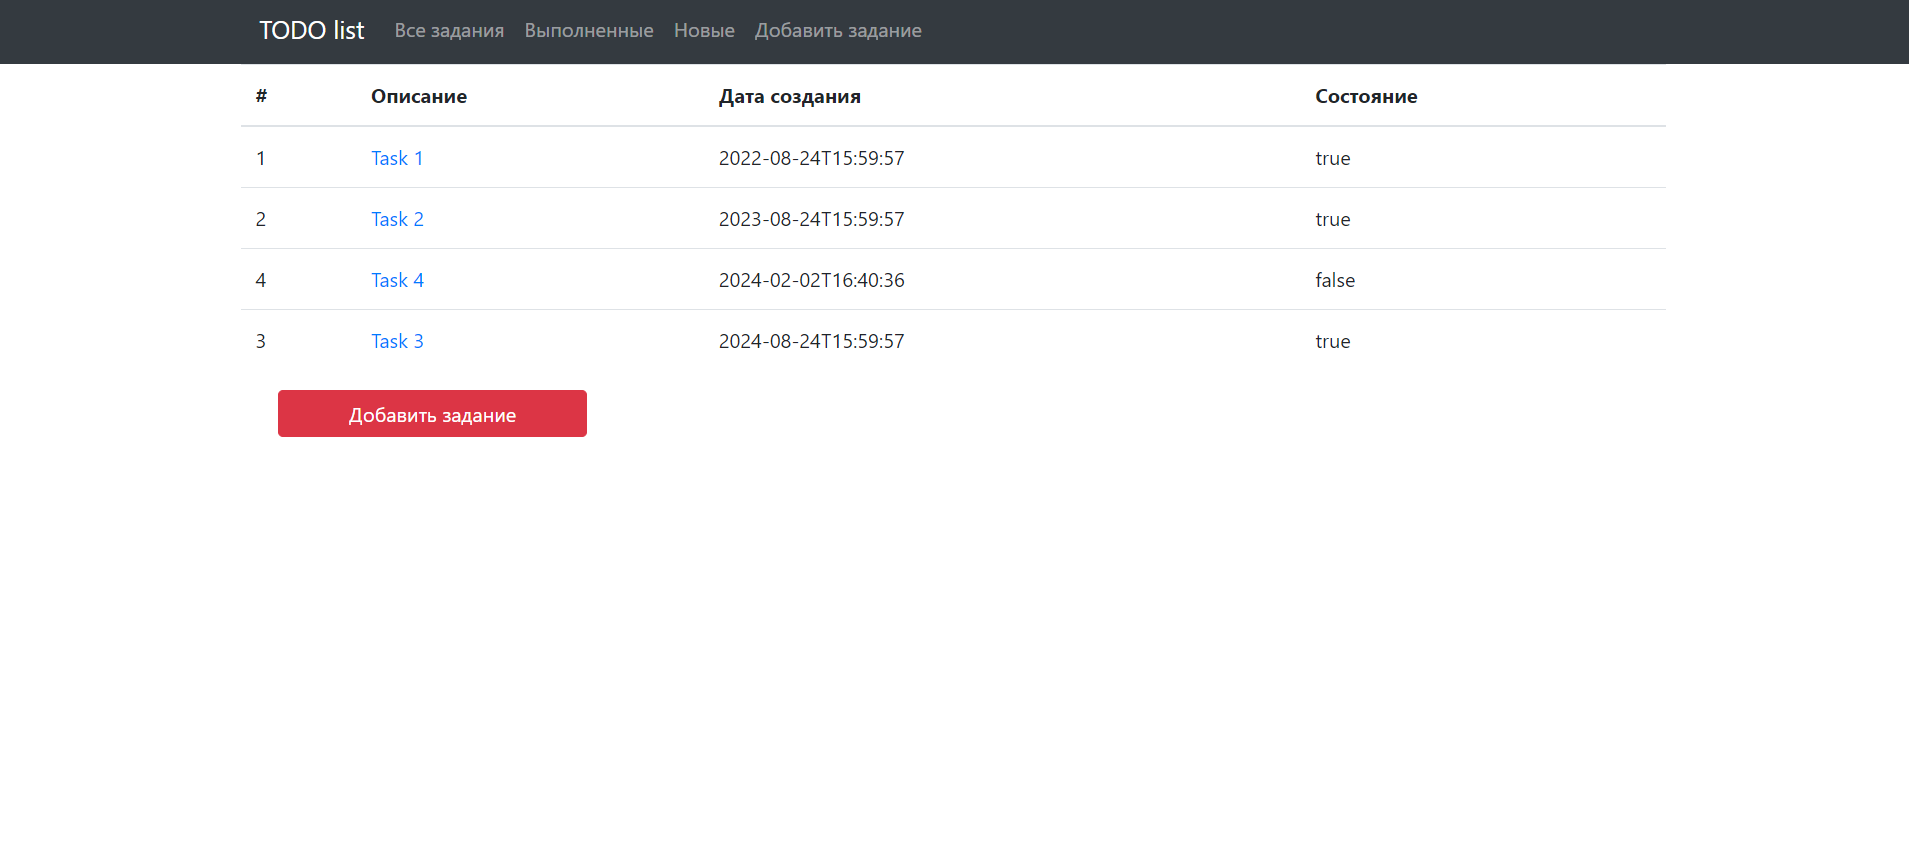 TODO list Все задания Выполненные Новые Добавить задание
# Описание Дата создания Состояние
1 Task 1 2022-08-24T15:59:57 true
2 Task 2 2023-08-24T15:59:57 true
4 Task 4 2024-02-02T16:40:36 false
3 Task 3 2024-08-24T15:59:57 true
Добавить задание